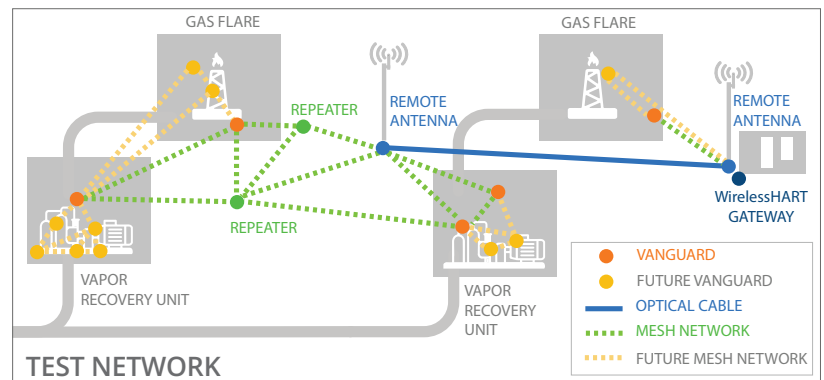 GAS FLARE
GAS FLARE
REPEATER
REMOTE
ANTENNA
REMOTE
ANTENNA
WirelessHART
GATEWAY
REPEATER
VAPOR
RECOVERY UNIT
VAPOR
RECOVERY
UNIT
VANGUARD
FUTURE VANGUARD
OPTICAL CABLE
MESH NETWORK
FUTURE MESH NETWORK
TEST NETWORK